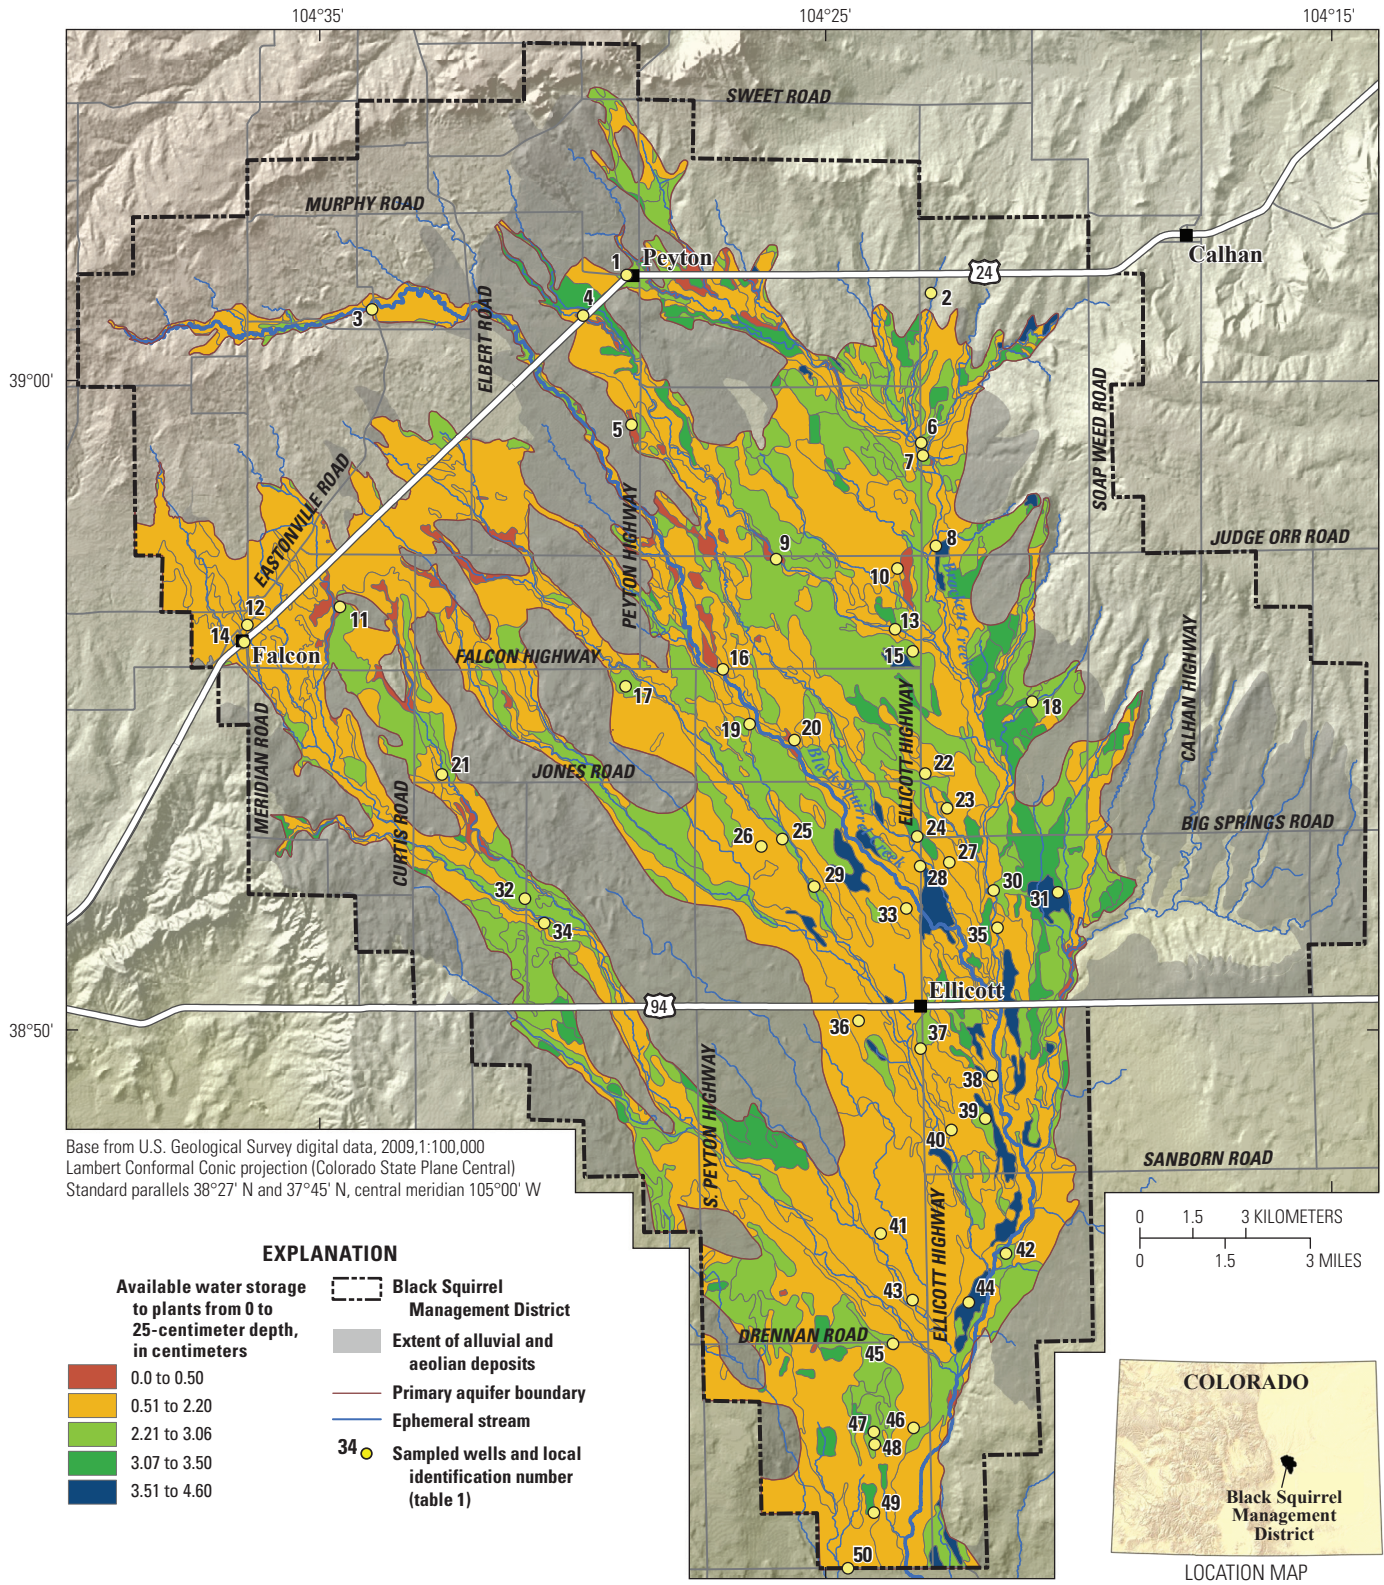 104°35'
104°25'
104°15'
SWEET ROAD
MURPHY ROAD
Calhan
1
Peyton
24
2
3
4
ELBERT ROAD
39°00'
SOAP WEED ROAD
5
6
7
EASTONVILLE ROAD
PEYTON HIGHWAY
8
9
JUDGE ORR ROAD
10
Brackett Creek
11
12
13
14
Falcon
15
FALCON HIGHWAY
16
17
18
CALHAN HIGHWAY
ELLICOTT HIGHWAY
19
20
Black Squirrel Creek
MERIDIAN ROAD
21
JONES ROAD
22
CURTIS ROAD
23
24
BIG SPRINGS ROAD
26
25
27
28
29
30
31
32
33
34
35
Ellicott
94
38°50'
36
37
S. PEYTON HIGHWAY
38
39
40
SANBORN ROAD
Base from U.S. Geological Survey digital data, 2009,1:100,000
Lambert Conformal Conic projection (Colorado State Plane Central)
Standard parallels 38°27' N and 37°45' N, central meridian 105°00' W
0 1.5 3 KILOMETERS
0 1.5 3 MILES
41
42
ELLICOTT HIGHWAY
43
44
DRENNAN ROAD
45
47
46
48
49
50
EXPLANATION
Available water storage
to plants from 0 to
25-centimeter depth,
in centimeters
0.0 to 0.50
0.51 to 2.20
2.21 to 3.06
3.07 to 3.50
3.51 to 4.60
Black Squirrel
Management District
Extent of alluvial and
aeolian deposits
Primary aquifer boundary
Ephemeral stream
34
Sampled wells and local
identification number
(table 1)
COLORADO
Black Squirrel
Management
District
LOCATION MAP